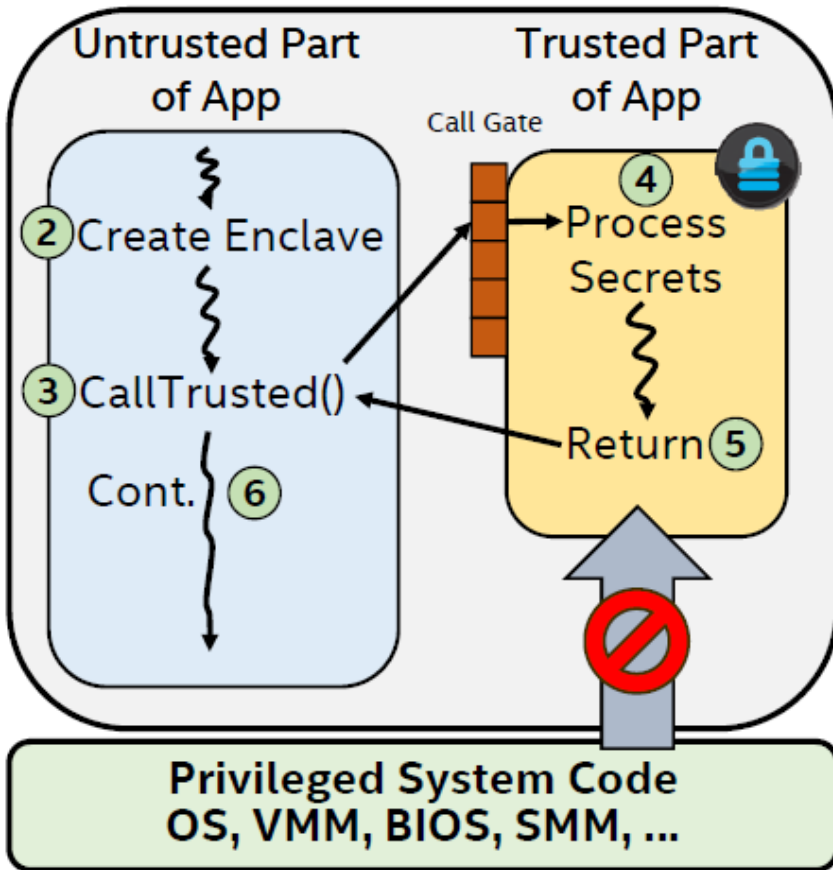 Untrusted Part
of App
Trusted Part
of App
Call Gate
2 Create Enclave
3 CallTrusted()
Cont. 6
4
Process
Secrets
Return 5
Privileged System Code
OS, VMM, BIOS, SMM, ...